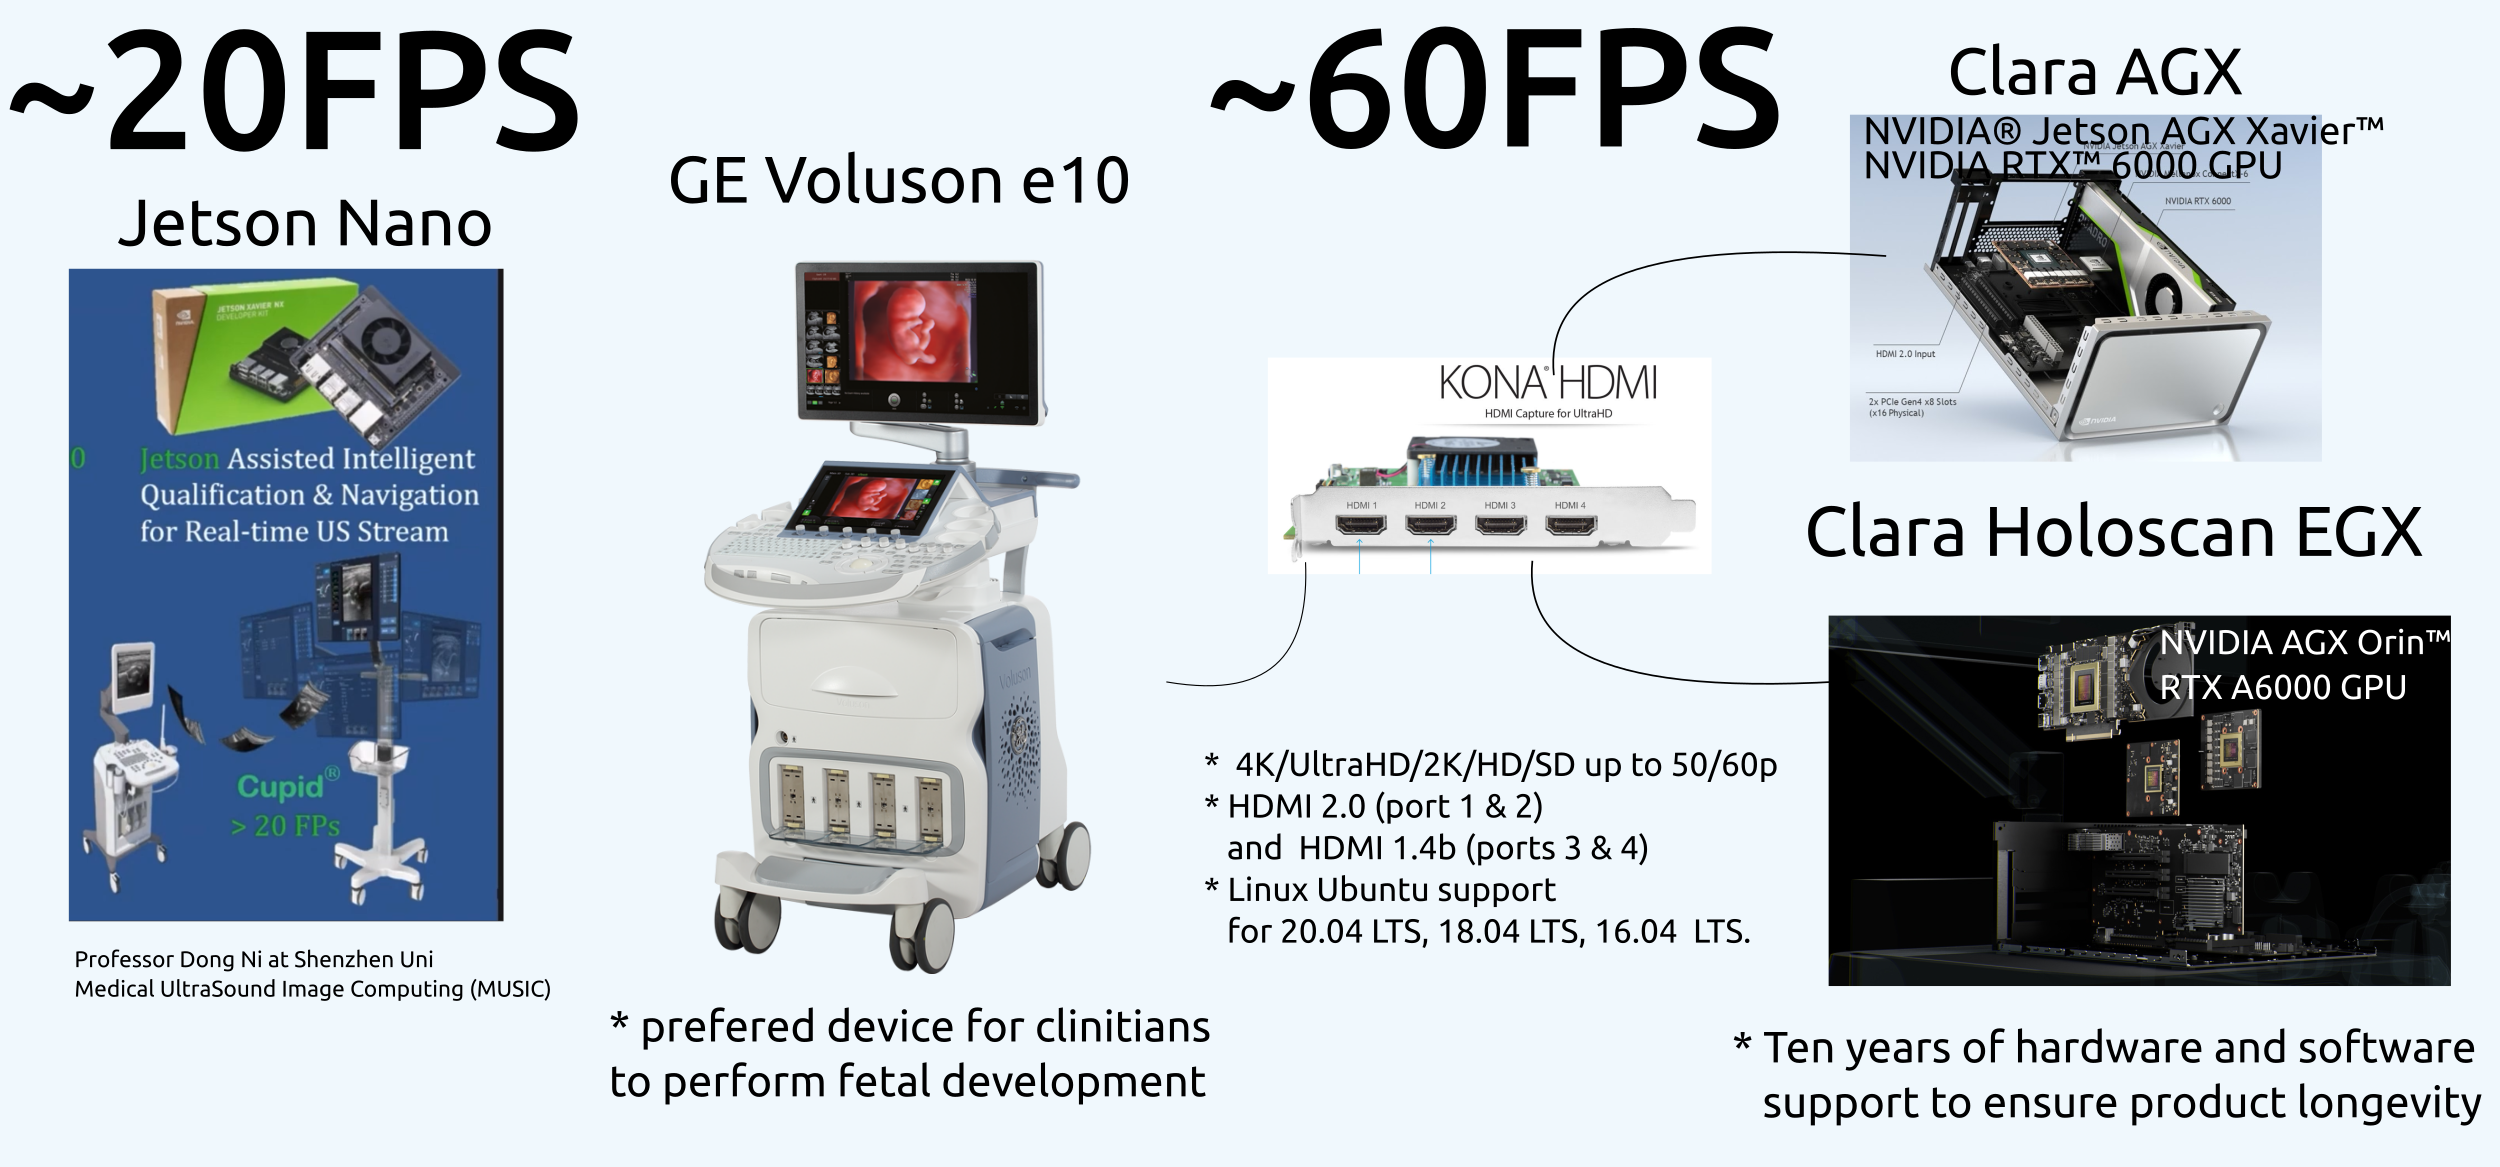 ~20FPS
Jetson Nano
NVIDIA
JETSON XAVIER NX
DEVELOPER KIT
0
Jetson Assisted Intelligent
Qualification & Navigation
for Real-time US Stream
Cupid®
> 20 FPs
Professor Dong Ni at Shenzhen Uni
Medical UltraSound Image Computing (MUSIC)
GE Voluson e10
Voluson
* prefered device for clinitians
to perform fetal development
~60FPS
KONA® HDMI
HDMI Capture for UltraHD
HDMI 1
HDMI 2
HDMI 3
HDMI 4
* 4K/UltraHD/2K/HD/SD up to 50/60p
* HDMI 2.0 (port 1 & 2)
and HDMI 1.4b (ports 3 & 4)
* Linux Ubuntu support
for 20.04 LTS, 18.04 LTS, 16.04 LTS.
Clara AGX
NVIDIA® Jetson AGX Xavier™
NVIDIA RTX™ 6000 GPU
NVIDIA Jetson AGX Xavier
NVIDIA RTX 6000
HDMI 2.0 Input
2x PCIe Gen4 x8 Slots
(x16 Physical)
NVIDIA
Clara Holoscan EGX
NVIDIA AGX Orin™
RTX A6000 GPU
* Ten years of hardware and software
support to ensure product longevity